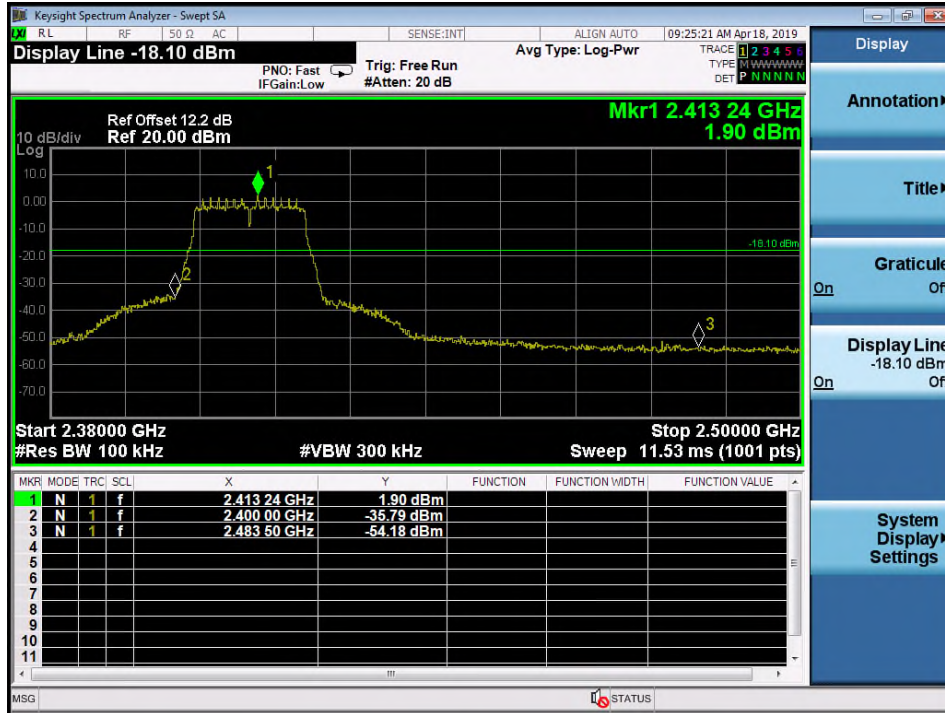 Keysight Spectrum Analyzer - Swept SA
LXI RL RF 50 Ω AC SENSE:INT ALIGN AUTO 09:25:21 AM Apr 18, 2019
Display Line -18.10 dBm
Avg Type: Log-Pwr
TRACE 1 2 3 4 5 6
PNO: Fast Trig: Free Run
TYPE M WWWWW
IFGain:Low #Atten: 20 dB
DET P N N N N N
Mkr1 2.413 24 GHz
1.90 dBm
Ref Offset 12.2 dB
10 dB/div Ref 20.00 dBm
Log
1
10.0
0.00
-10.0
-18.10 dBm
-20.0
2
-30.0
-40.0
3
-50.0
-60.0
-70.0
Start 2.38000 GHz Stop 2.50000 GHz
#Res BW 100 kHz #VBW 300 kHz Sweep 11.53 ms (1001 pts)
MKR MODE TRC SCL X Y FUNCTION FUNCTION WIDTH FUNCTION VALUE
1 N 1 f 2.413 24 GHz 1.90 dBm
2 N 1 f 2.400 00 GHz -35.79 dBm
3 N 1 f 2.483 50 GHz -54.18 dBm
4
5
6
7
8
9
10
11
MSG STATUS
Display
Annotation
Title
Graticule
On Of
Display Line
-18.10 dBm
On Of
System
Display
Settings